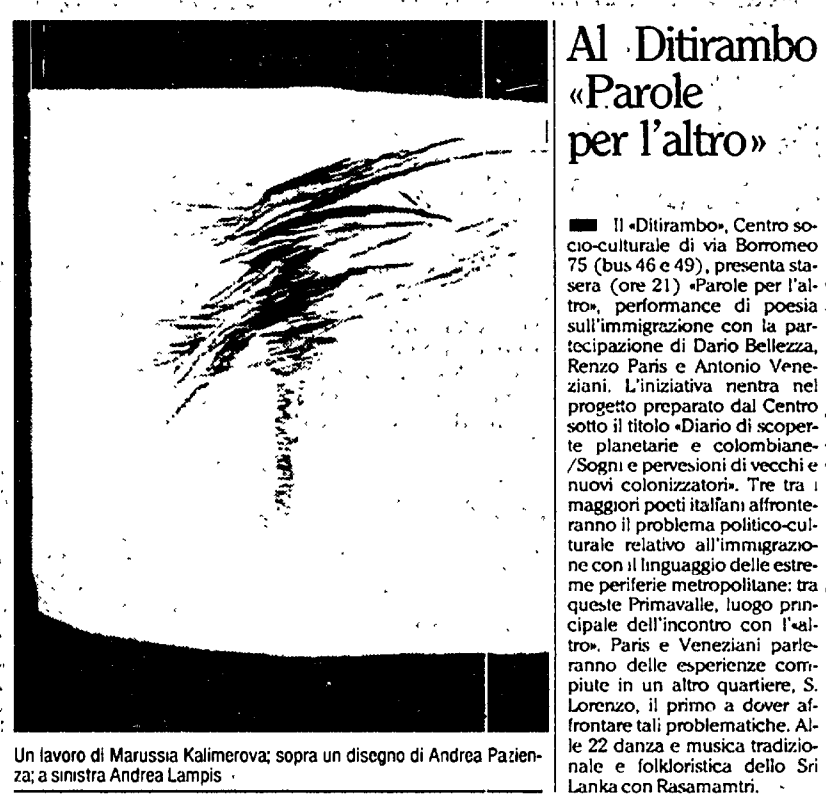 Al Ditirambo
«Parole
per l'altro»
Il «Ditirambo», Centro so-
cio-culturale di via Borromeo
75 (bus 46 e 49), presenta sta-
sera (ore 21) «Parole per l'al-
tro», performance di poesia
sull'immigrazione con la par-
tecipazione di Dario Bellezza,
Renzo Paris e Antonio Vene-
ziani. L'iniziativa rientra nel
progetto preparato dal Centro
sotto il titolo «Diario di scoper-
te planetarie e colombiane-
/Sogni e pervesioni di vecchi e
nuovi colonizzatori». Tre tra i
maggiori poeti italiani affronte-
ranno il problema politico-cul-
turale relativo all'immigrazio-
ne con il linguaggio delle estre-
me periferie metropolitane: tra
queste Primavalle, luogo prin-
cipale dell'incontro con l'«al-
tro». Paris e Veneziani parle-
ranno delle esperienze com-
piute in un altro quartiere, S.
Lorenzo, il primo a dover af-
frontare tali problematiche. Al-
le 22 danza e musica tradizio-
nale e folkloristica dello Sri
Lanka con Rasamamtri.
Un lavoro di Marussia Kalimerova; sopra un disegno di Andrea Pazien-
za; a sinistra Andrea Lampis